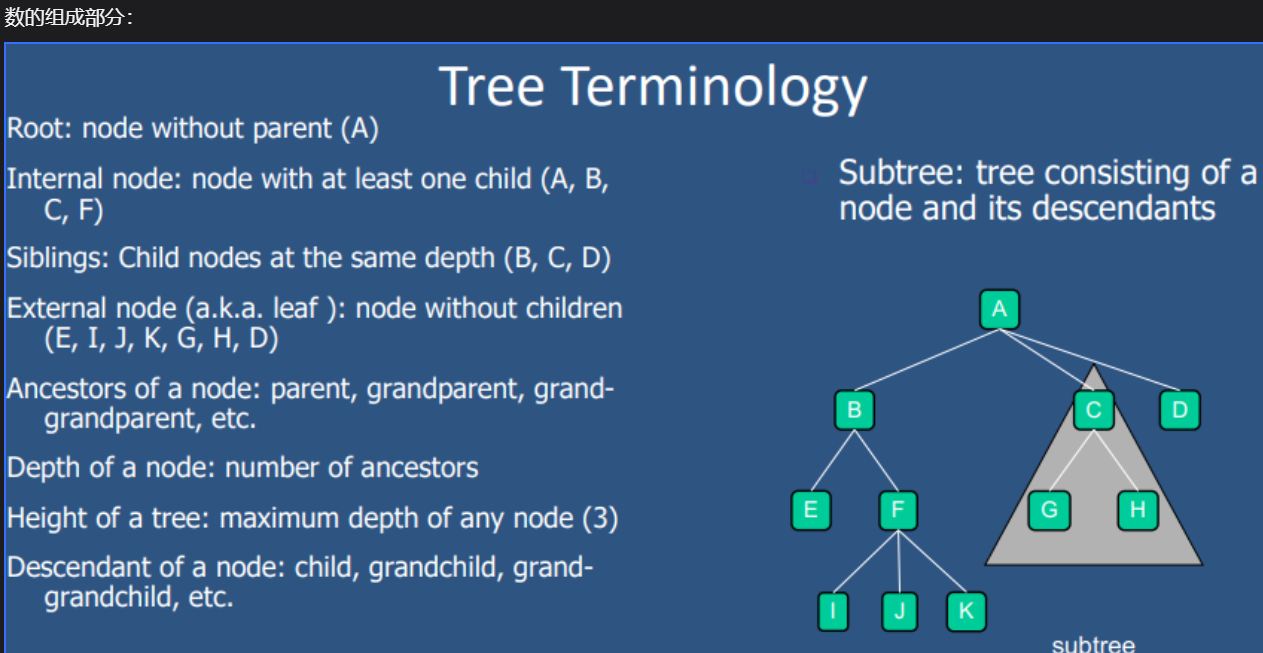 数的组成部分：
Tree Terminology
Root: node without parent (A)
Internal node: node with at least one child (A, B,
C, F)
Siblings: Child nodes at the same depth (B, C, D)
External node (a.k.a. leaf ): node without children
(E, I, J, K, G, H, D)
Ancestors of a node: parent, grandparent, grand-
grandparent, etc.
Depth of a node: number of ancestors
Height of a tree: maximum depth of any node (3)
Descendant of a node: child, grandchild, grand-
grandchild, etc.
Subtree: tree consisting of a
node and its descendants
A
B C D
E F G H
I J K
subtree